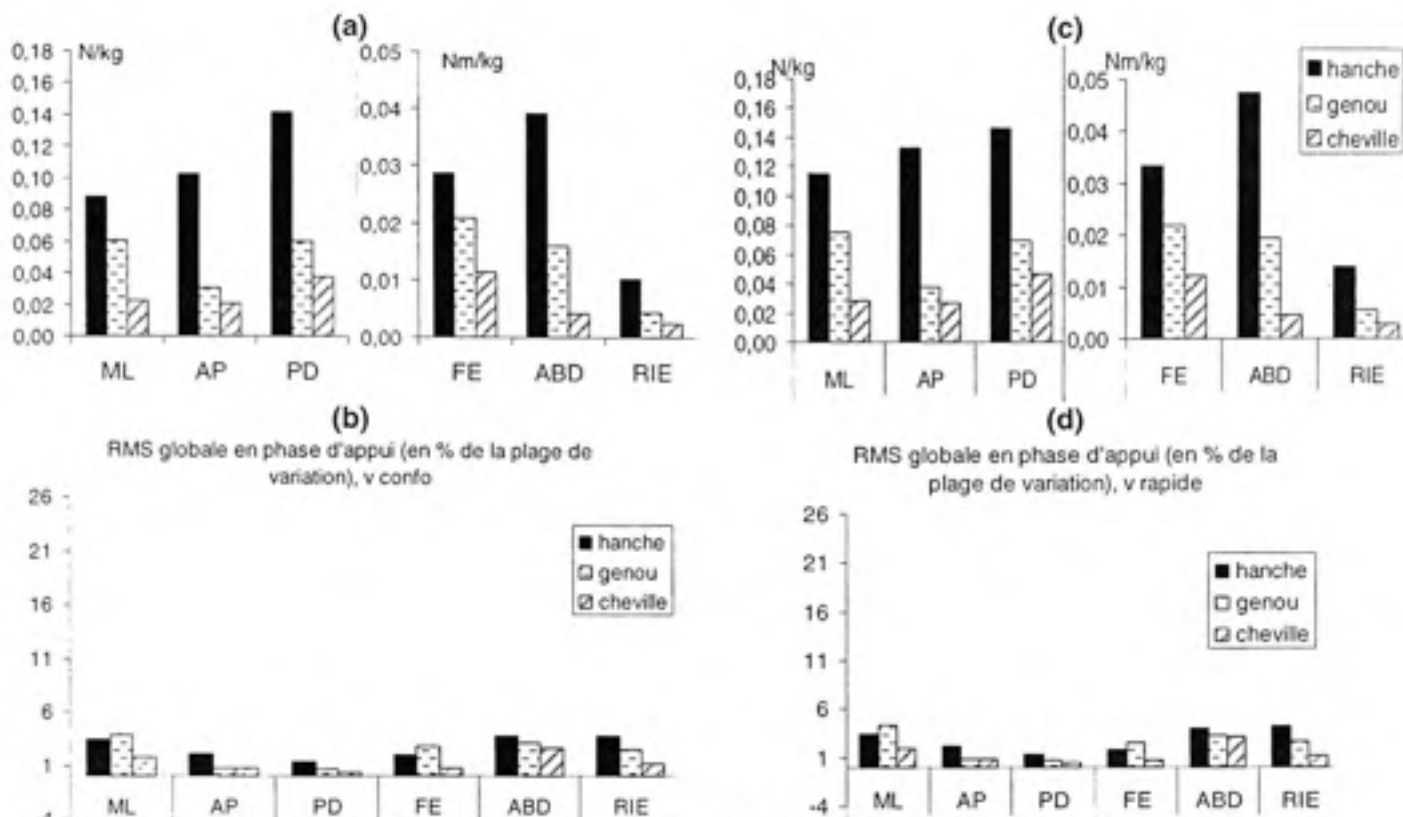 (a)
N/kg
0,18
0,16
0,14
0,12
0,10
0,08
0,06
0,04
0,02
0,00
ML AP PD
Nm/kg
0,05
0,04
0,03
0,02
0,01
0,00
FE ABD RIE
(c)
N/kg
0,18
0,16
0,14
0,12
0,10
0,08
0,06
0,04
0,02
0,00
ML AP PD
Nm/kg
0,05
0,04
0,03
0,02
0,01
0,00
FE ABD RIE
hanche
genou
cheville
(b)
RMS globale en phase d'appui (en % de la plage de
variation), v confo
26
21
16
11
6
1
hanche
genou
cheville
ML AP PD FE ABD RIE
(d)
RMS globale en phase d'appui (en % de la
plage de variation), v rapide
26
21
16
11
6
1
-4
hanche
genou
cheville
ML AP PD FE ABD RIE